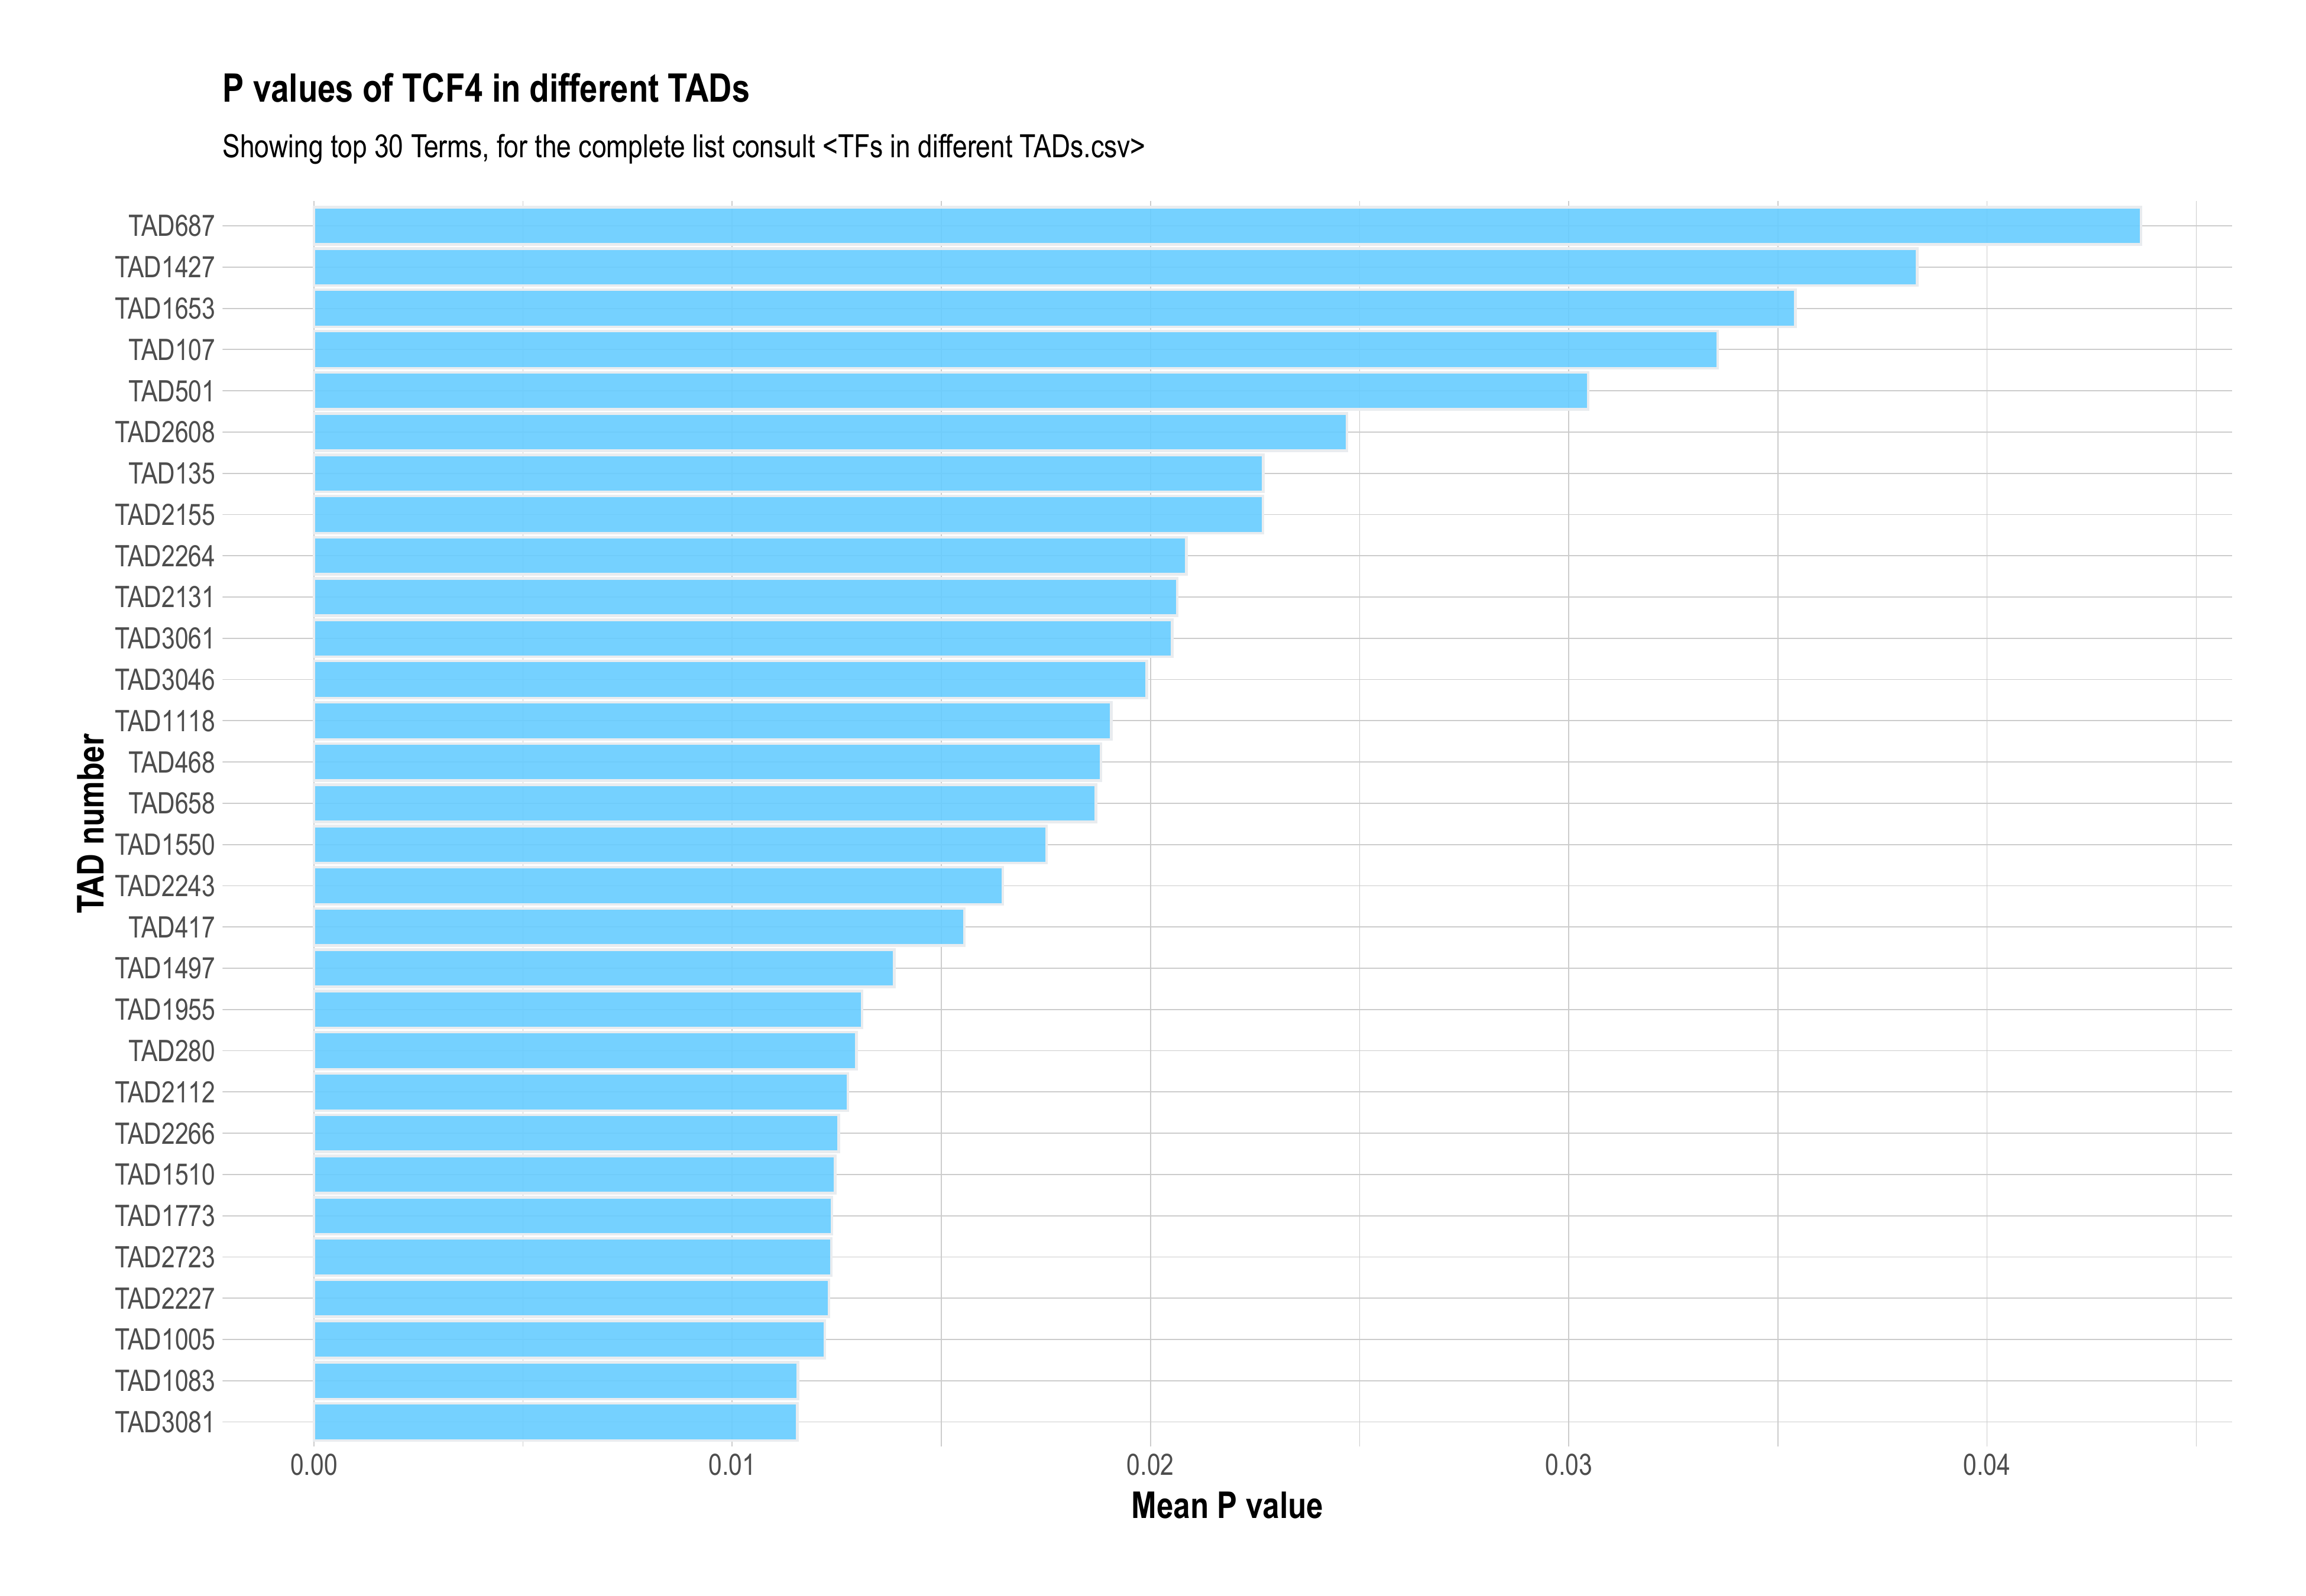 P values of TCF4 in different TADs
Showing top 30 Terms, for the complete list consult <TFs in different TADs.csv>
TAD number
TAD687
TAD1427
TAD1653
TAD107
TAD501
TAD2608
TAD135
TAD2155
TAD2264
TAD2131
TAD3061
TAD3046
TAD1118
TAD468
TAD658
TAD1550
TAD2243
TAD417
TAD1497
TAD1955
TAD280
TAD2112
TAD2266
TAD1510
TAD1773
TAD2723
TAD2227
TAD1005
TAD1083
TAD3081
0.00 0.01 0.02 0.03 0.04
Mean P value